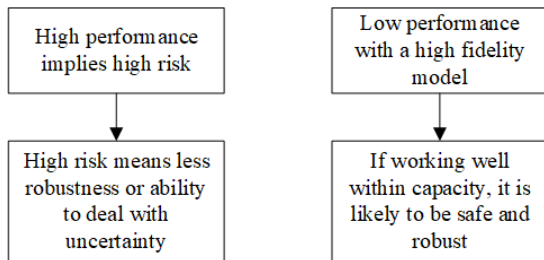 High performance
implies high risk
High risk means less
robustness or ability
to deal with
uncertainty
Low performance
with a high fidelity
model
If working well
within capacity, it is
likely to be safe and
robust